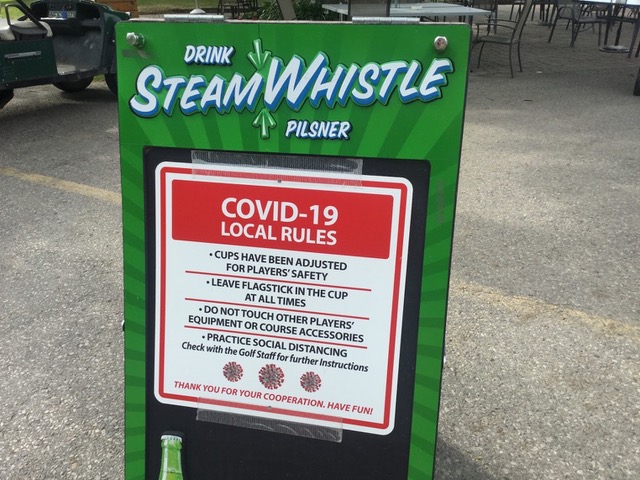 DRINK
STEAMWHISTLE
PILSNER
COVID-19
LOCAL RULES
• CUPS HAVE BEEN ADJUSTED
FOR PLAYERS' SAFETY
• LEAVE FLAGSTICK IN THE CUP
AT ALL TIMES
• DO NOT TOUCH OTHER PLAYERS'
EQUIPMENT OR COURSE ACCESSORIES
• PRACTICE SOCIAL DISTANCING
Check with the Golf Staff for further Instructions
THANK YOU FOR YOUR COOPERATION. HAVE FUN!